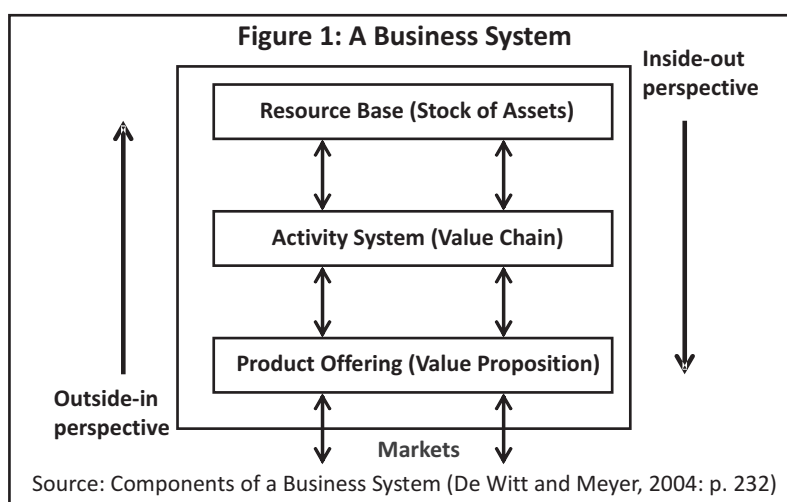 Figure 1: A Business System
Inside-out
perspective
Resource Base (Stock of Assets)
Activity System (Value Chain)
Product Offering (Value Proposition)
Outside-in
perspective
Markets
Source: Components of a Business System (De Witt and Meyer, 2004: p. 232)